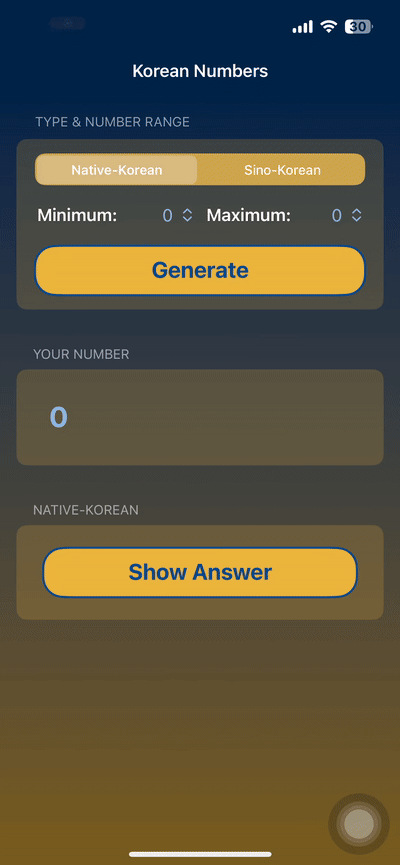 30
Korean Numbers
TYPE & NUMBER RANGE
Native-Korean Sino-Korean
Minimum: 0 Maximum: 0
Generate
YOUR NUMBER
0
NATIVE-KOREAN
Show Answer